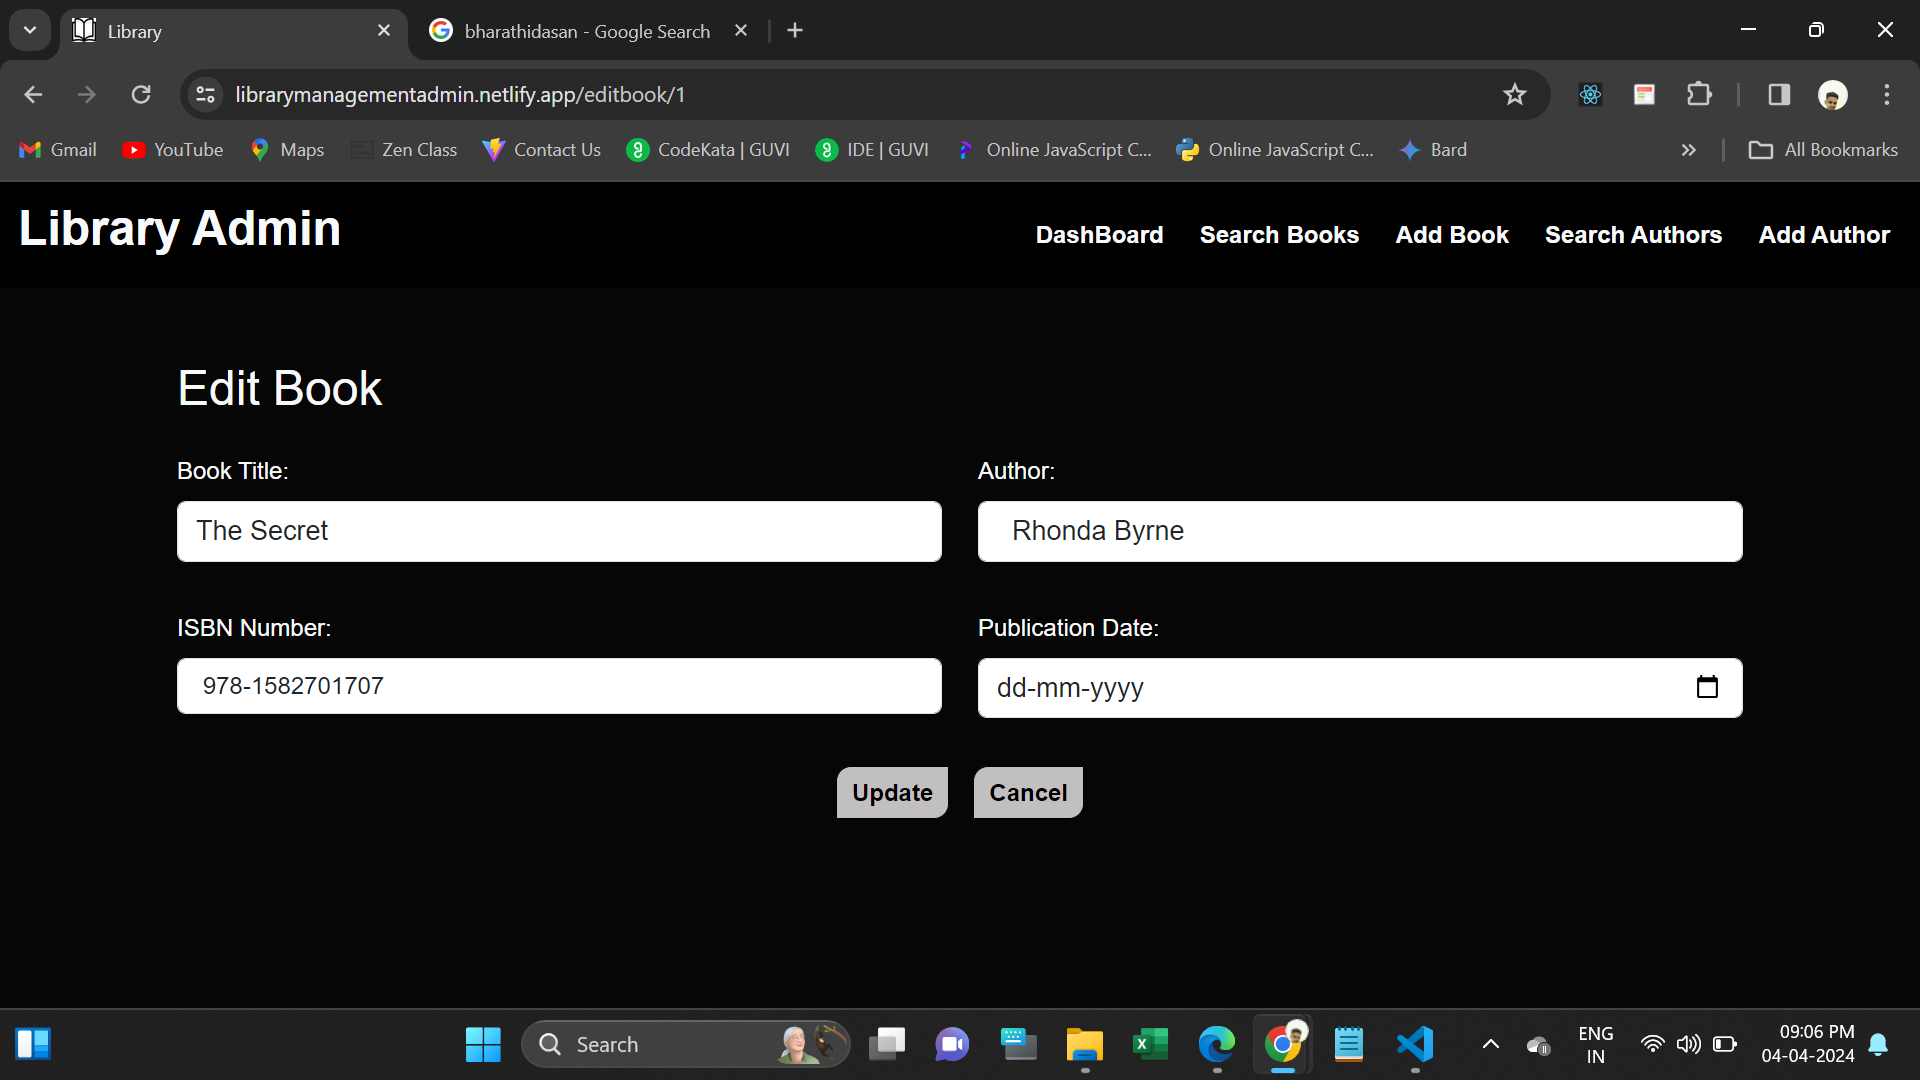 Library
bharathidasan - Google Search
librarymanagementadmin.netlify.app/editbook/1
Gmail YouTube Maps Zen Class Contact Us CodeKata | GUVI IDE | GUVI Online JavaScript C... Online JavaScript C... Bard » All Bookmarks
Library Admin
DashBoard Search Books Add Book Search Authors Add Author
Edit Book
Book Title: Author:
The Secret Rhonda Byrne
ISBN Number: Publication Date:
978-1582701707 dd-mm-yyyy
Update Cancel
Search
ENG
IN
09:06 PM
04-04-2024